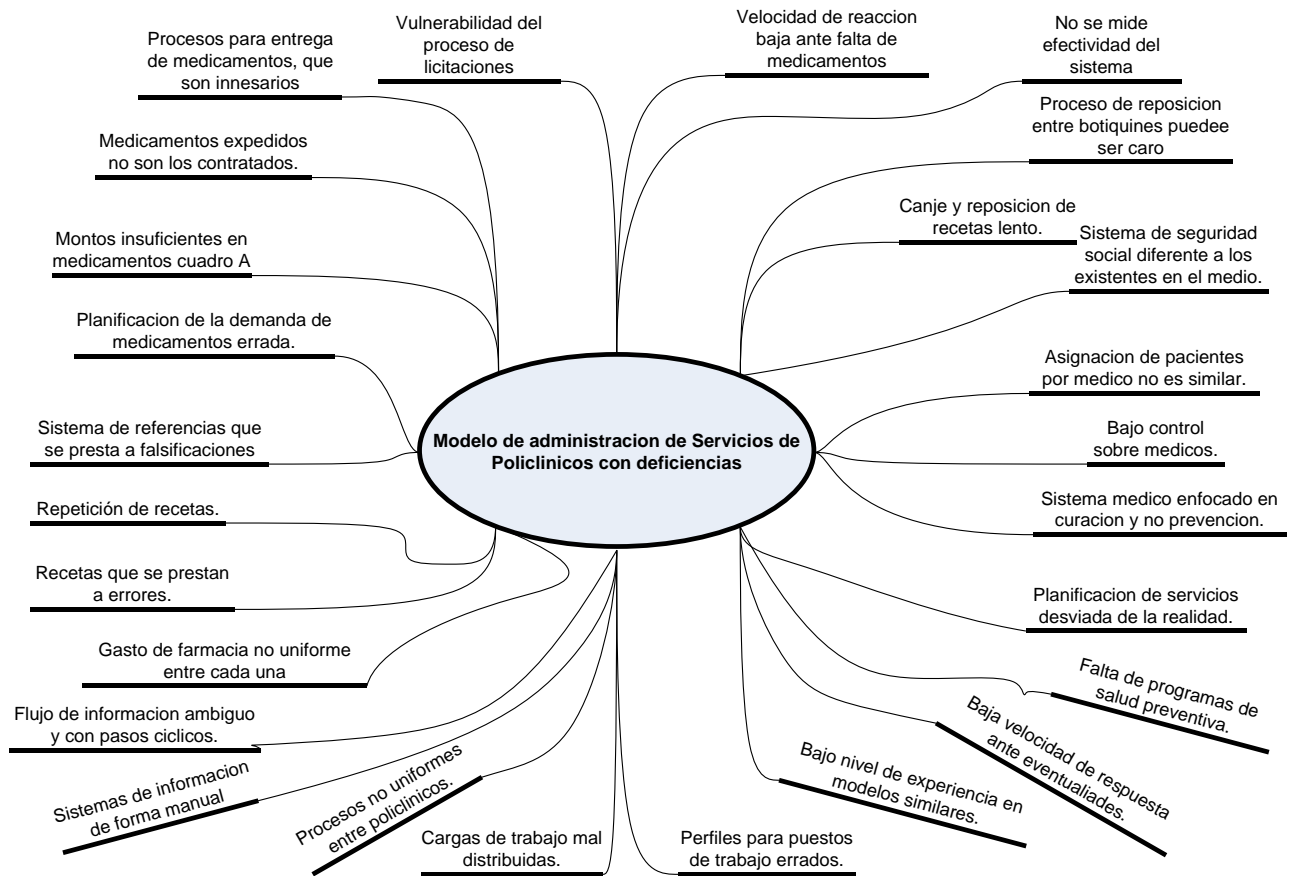 Procesos para entrega
de medicamentos, que
son innesarios
Vulnerabilidad del
proceso de
licitaciones
Velocidad de reaccion
baja ante falta de
medicamentos
No se mide
efectividad del
sistema
Proceso de reposicion
entre botiquines puedee
ser caro
Medicamentos expedidos
no son los contratados.
Canje y reposicion de
recetas lento.
Sistema de seguridad
social diferente a los
existentes en el medio.
Montos insuficientes en
medicamentos cuadro A
Planificacion de la demanda de
medicamentos errada.
Asignacion de pacientes
por medico no es similar.
Modelo de administracion de Servicios de
Policlinicos con deficiencias
Sistema de referencias que
se presta a falsificaciones
Bajo control
sobre medicos.
Repetición de recetas.
Sistema medico enfocado en
curacion y no prevencion.
Recetas que se prestan
a errores.
Planificacion de servicios
desviada de la realidad.
Gasto de farmacia no uniforme
entre cada una
Falta de programas de
salud preventiva.
Flujo de informacion ambiguo
y con pasos ciclicos.
Baja velocidad de respuesta
ante eventualiades.
Sistemas de informacion
de forma manual
Procesos no uniformes
entre policlinicos.
Bajo nivel de experiencia en
modelos similares.
Cargas de trabajo mal
distribuidas.
Perfiles para puestos
de trabajo errados.